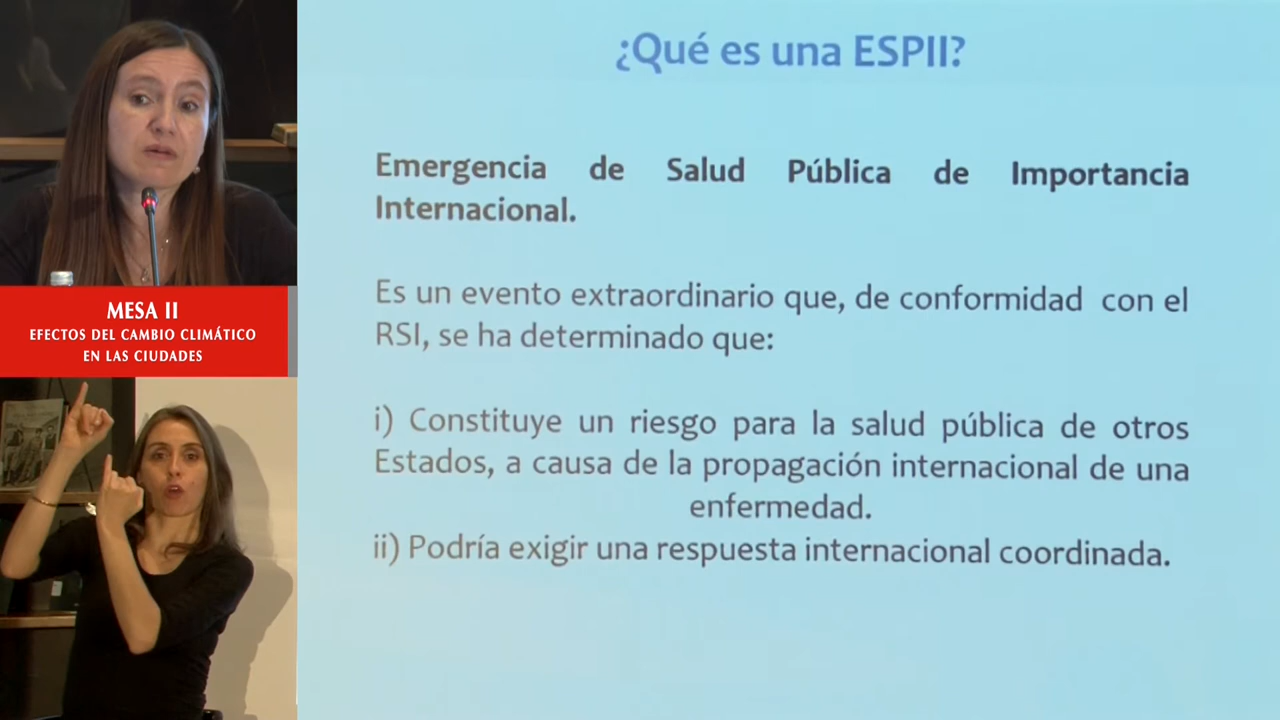 MESA II
EFECTOS DEL CAMBIO CLIMÁTICO
EN LAS CIUDADES
¿Qué es una ESPII?
Emergencia de Salud Pública de Importancia
Internacional.
Es un evento extraordinario que, de conformidad con el
RSI, se ha determinado que:
i) Constituye un riesgo para la salud pública de otros
Estados, a causa de la propagación internacional de una
enfermedad.
ii) Podría exigir una respuesta internacional coordinada.